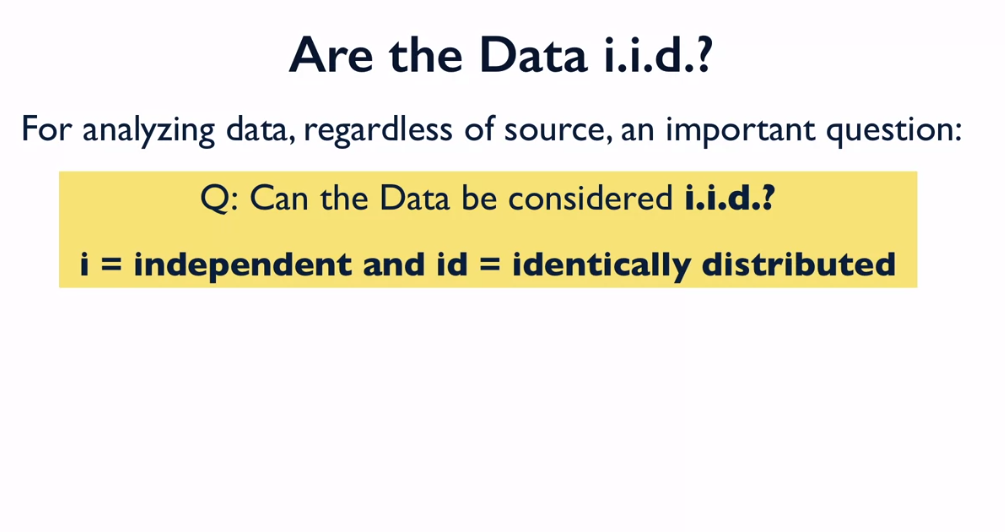 Are the Data i.i.d.?
For analyzing data, regardless of source, an important question:
Q: Can the Data be considered i.i.d.?
i = independent and id = identically distributed